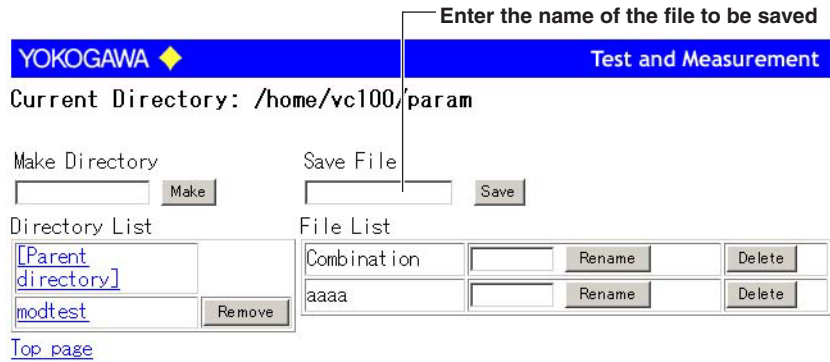 Enter the name of the file to be saved
YOKOGAWA Test and Measurement
Current Directory: /home/vc100/param
Make Directory Save File
Make Save
Directory List File List
[Parent directory]
modtest Remove
Combination Rename Delete
aaaa Rename Delete
Top page